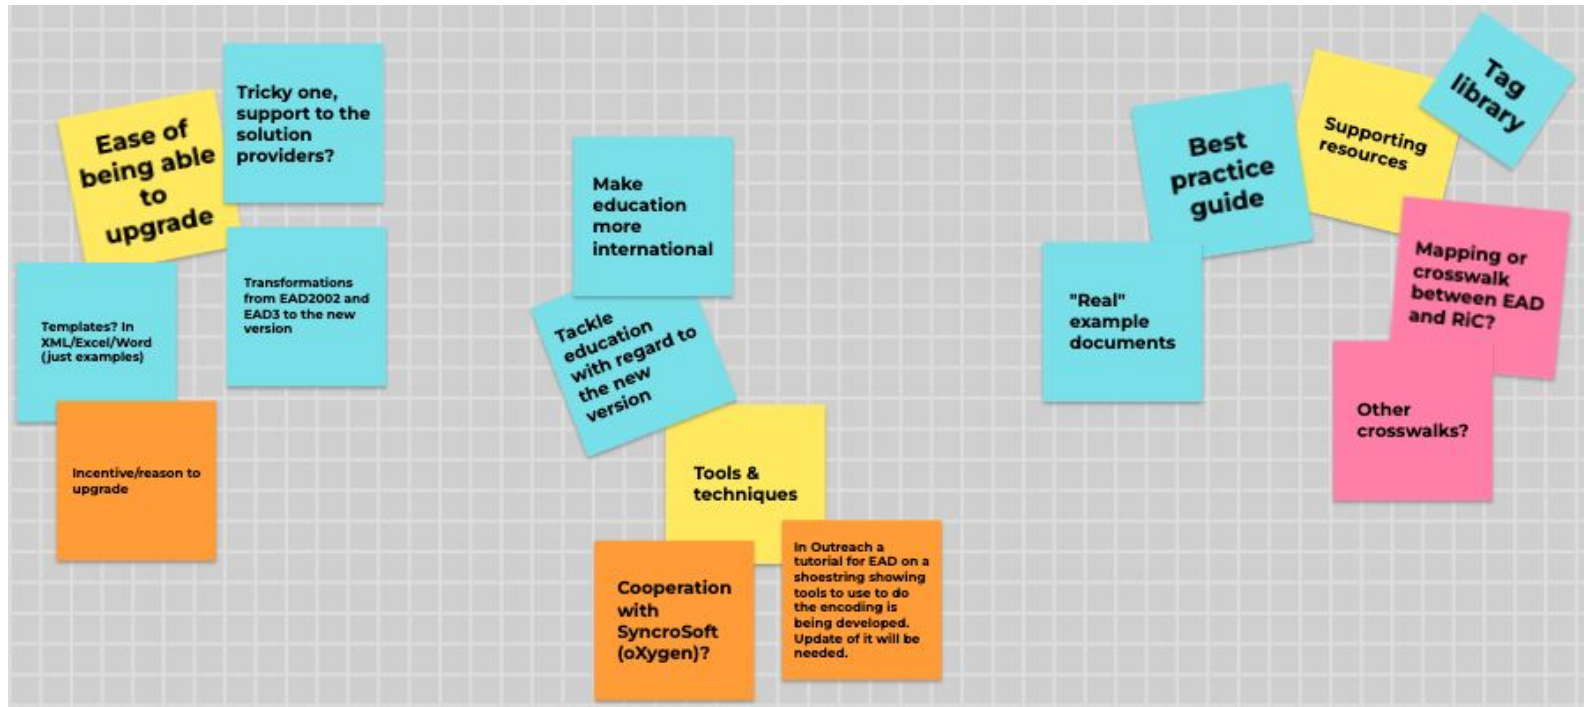 Ease of
being able
to
upgrade
Tricky one,
support to the
solution
providers?
Templates? In
XML/Excel/Word
(just examples)
Transformations
from EAD2002 and
EAD3 to the new
version
Incentive/reason to
upgrade
Make
education
more
international
Tackle
education
with regard to
the new
version
Tools &
techniques
Cooperation
with
SyncroSoft
(oXygen)?
In Outreach a
tutorial for EAD on a
shoestring showing
tools to use to do
the encoding is
being developed.
Update of it will be
needed.
Best
practice
guide
Supporting
resources
Tag
library
"Real"
example
documents
Mapping or
crosswalk
between EAD
and RiC?
Other
crosswalks?